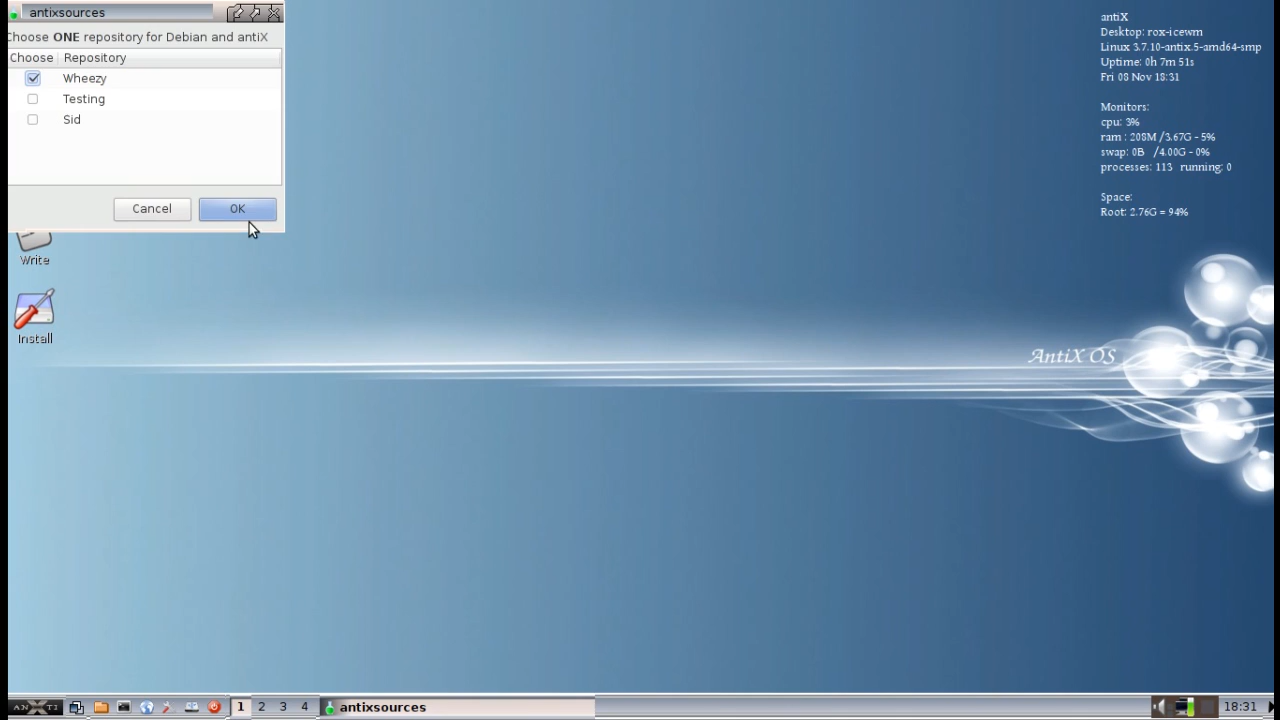 antixsources
Choose ONE repository for Debian and antiX
Choose Repository
Wheezy
Testing
Sid
Cancel OK
Write
Install
antiX
Desktop: rox-icewm
Linux 3.7.10-antix.5-amd64-smp
Uptime: 0h 7m 51s
Fri 08 Nov 18:31
Monitors:
cpu: 3%
ram : 208M /3.67G - 5%
swap: 0B /4.00G - 0%
processes: 113 running: 0
Space:
Root: 2.76G = 94%
AntiX OS
ANXTI 1 2 3 4 antixsources 18:31